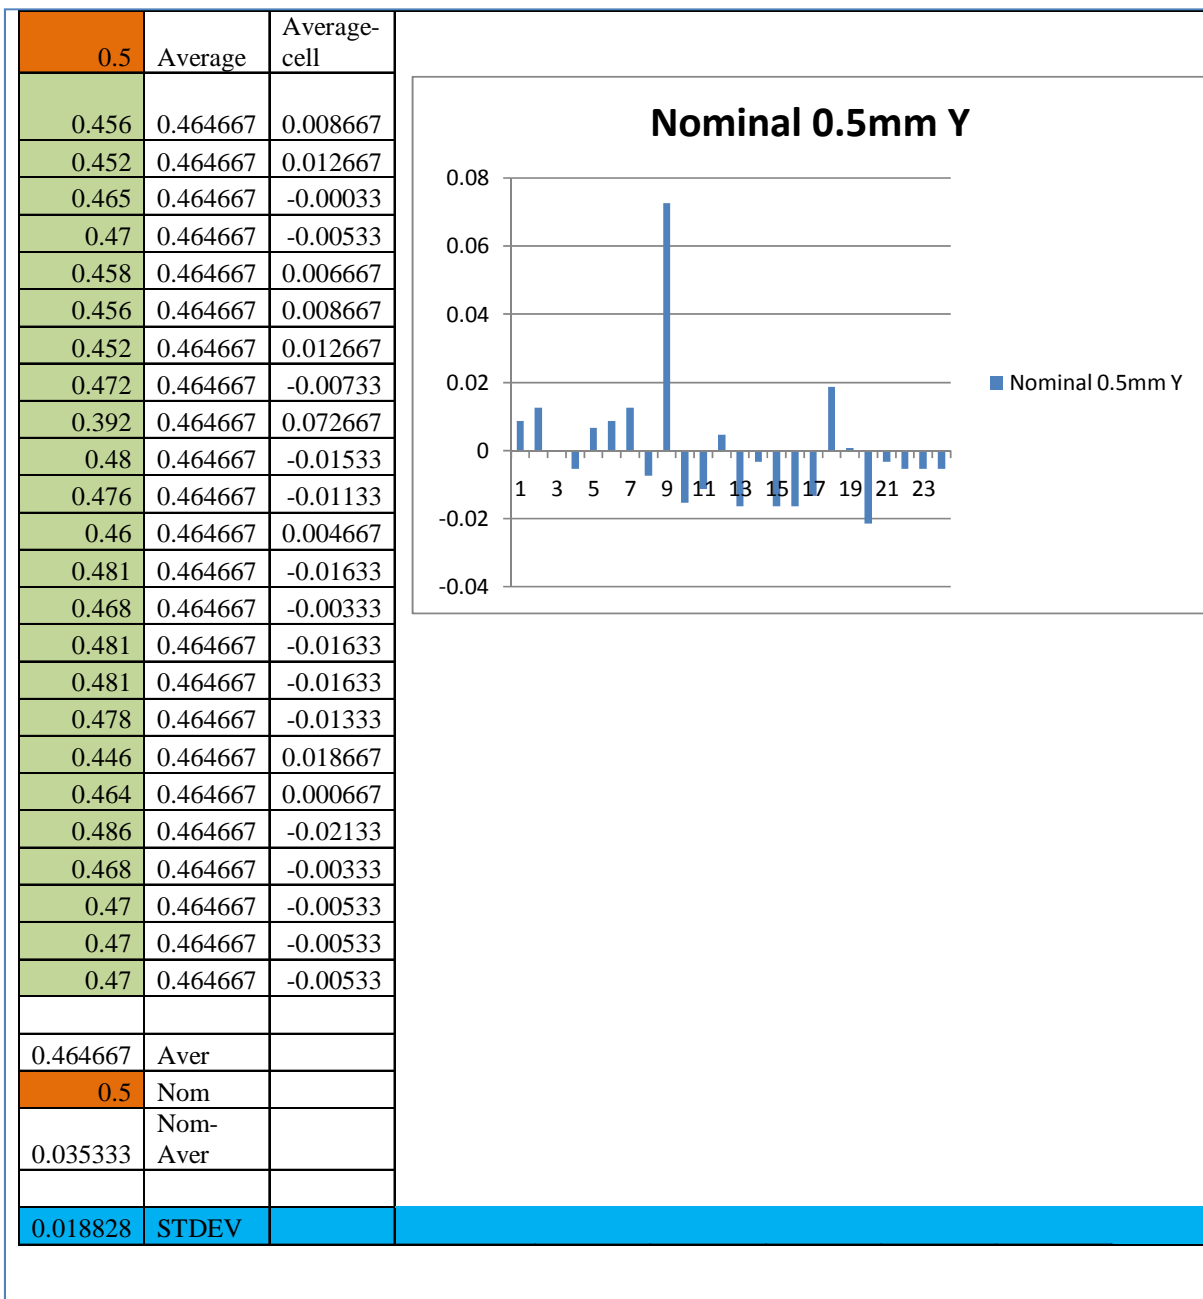 Average-
0.5 Average cell
0.456 0.464667 0.008667
0.452 0.464667 0.012667
0.465 0.464667 -0.00033
0.47 0.464667 -0.00533
0.458 0.464667 0.006667
0.456 0.464667 0.008667
0.452 0.464667 0.012667
0.472 0.464667 -0.00733
0.392 0.464667 0.072667
0.48 0.464667 -0.01533
0.476 0.464667 -0.01133
0.46 0.464667 0.004667
0.481 0.464667 -0.01633
0.468 0.464667 -0.00333
0.481 0.464667 -0.01633
0.481 0.464667 -0.01633
0.478 0.464667 -0.01333
0.446 0.464667 0.018667
0.464 0.464667 0.000667
0.486 0.464667 -0.02133
0.468 0.464667 -0.00333
0.47 0.464667 -0.00533
0.47 0.464667 -0.00533
0.47 0.464667 -0.00533
0.464667 Aver
0.5 Nom
Nom-
0.035333 Aver
0.018828 STDEV
Nominal 0.5mm Y
0.08
0.06
0.04
0.02
0
-0.02
-0.04
1 3 5 7 9 11 13 15 17 19 21 23
Nominal 0.5mm Y